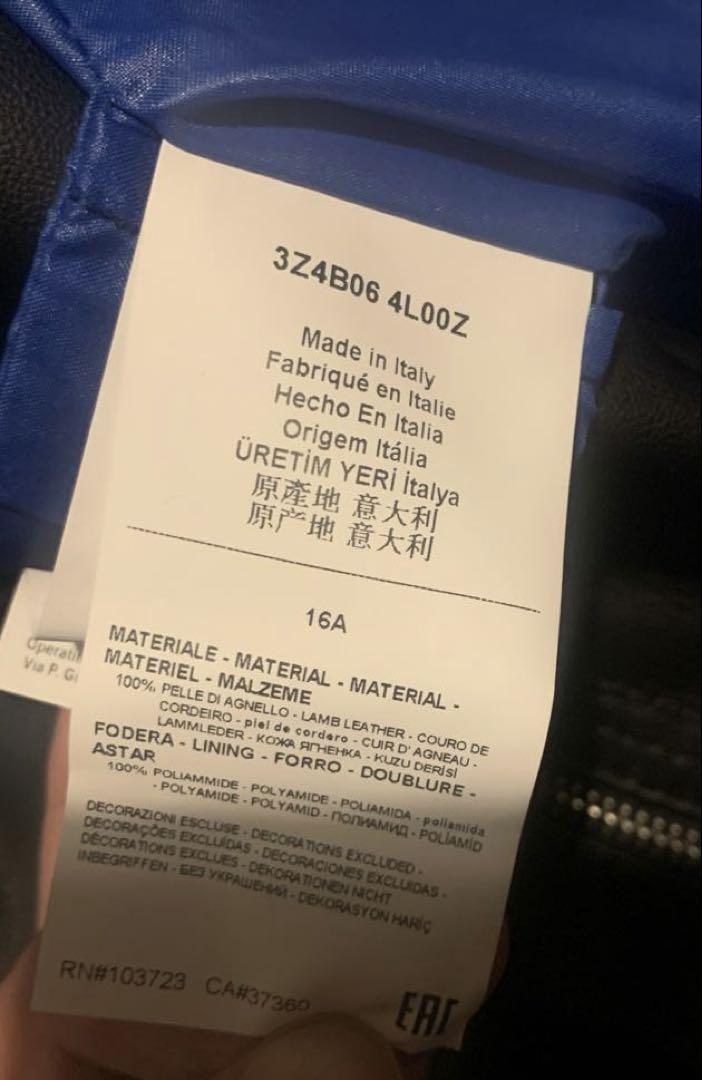 3Z4B06 4L00Z
Made in Italy
Fabriqué en Italie
Hecho En Italia
Origem Itália
ÜRETİM YERİ İtalya
原產地 意大利
原产地 意大利
16A
MATERIALE - MATERIAL - MATERIAL -
MATERIEL - MALZEME
100% PELLE DI AGNELLO - LAMB LEATHER - COURO DE
CORDEIRO - piel de cordero - CUIR D' AGNEAU -
LAMMLEDER - КОЖА ЯГНЕНКА - KUZU DERİSİ
FODERA - LINING - FORRO - DOUBLURE -
ASTAR
100% POLIAMMIDE - POLYAMIDE - POLIAMIDA - poliamida
- POLYAMIDE - POLYAMID - ПОЛИАМИД - POLİAMİD
DECORAZIONI ESCLUSE - DECORATIONS EXCLUDED -
DECORAÇÕES EXCLUÍDAS - DECORACIONES EXCLUIDAS -
DÉCORATIONS EXCLUES - DEKORATIONEN NICHT
INBEGRIFFEN - БЕЗ УКРАШЕНИЙ - DEKORASYON HARİÇ
RN#103723 CA#37369
EAC
Via P. Gi